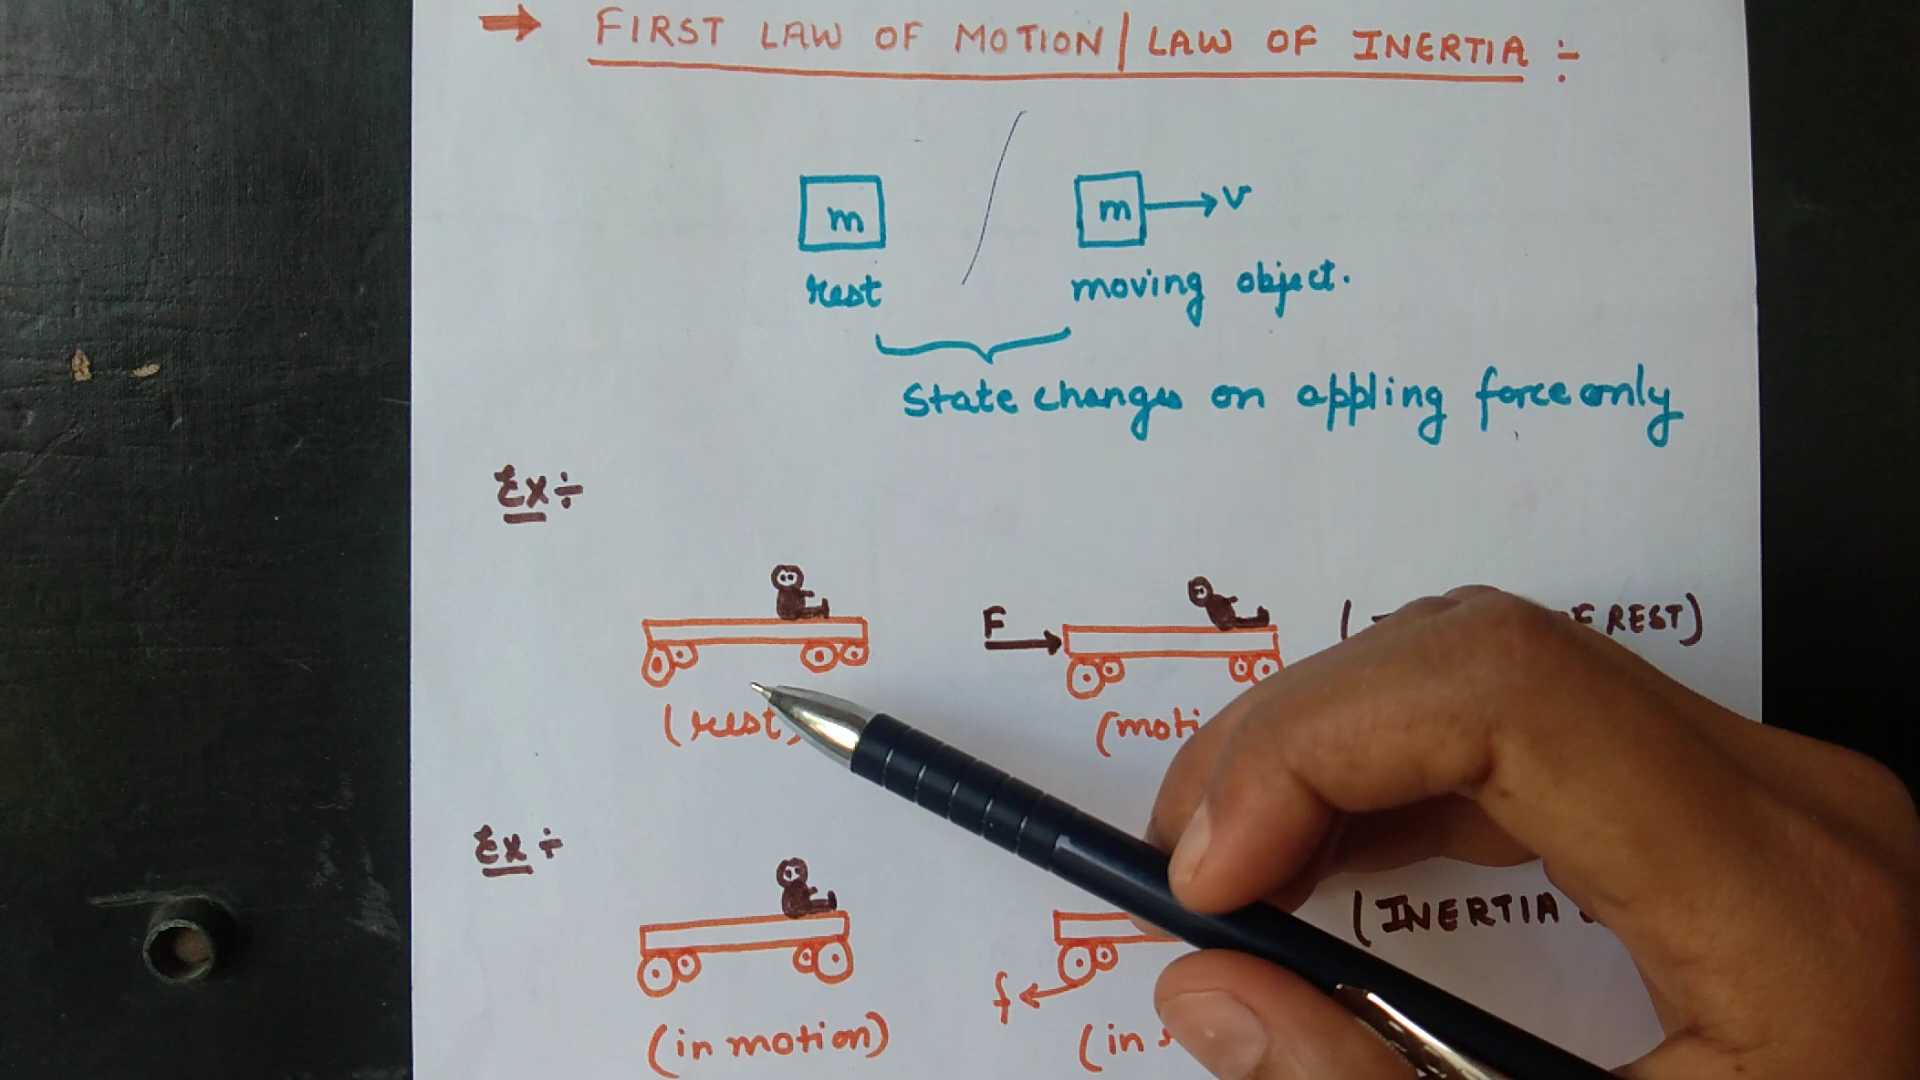 → FIRST LAW OF MOTION | LAW OF INERTIA :-
m m → v
rest moving object.
State changes on appling force only
Ex ÷
F
REST)
(rest) (moti
Ex ÷
(INERTIA
f
(in motion) (in